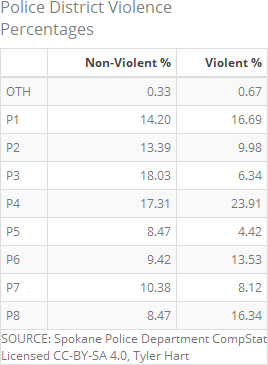 Police District Violence
Percentages
Non-Violent % Violent %
OTH 0.33 0.67
P1 14.20 16.69
P2 13.39 9.98
P3 18.03 6.34
P4 17.31 23.91
P5 8.47 4.42
P6 9.42 13.53
P7 10.38 8.12
P8 8.47 16.34
SOURCE: Spokane Police Department CompStat
Licensed CC-BY-SA 4.0, Tyler Hart